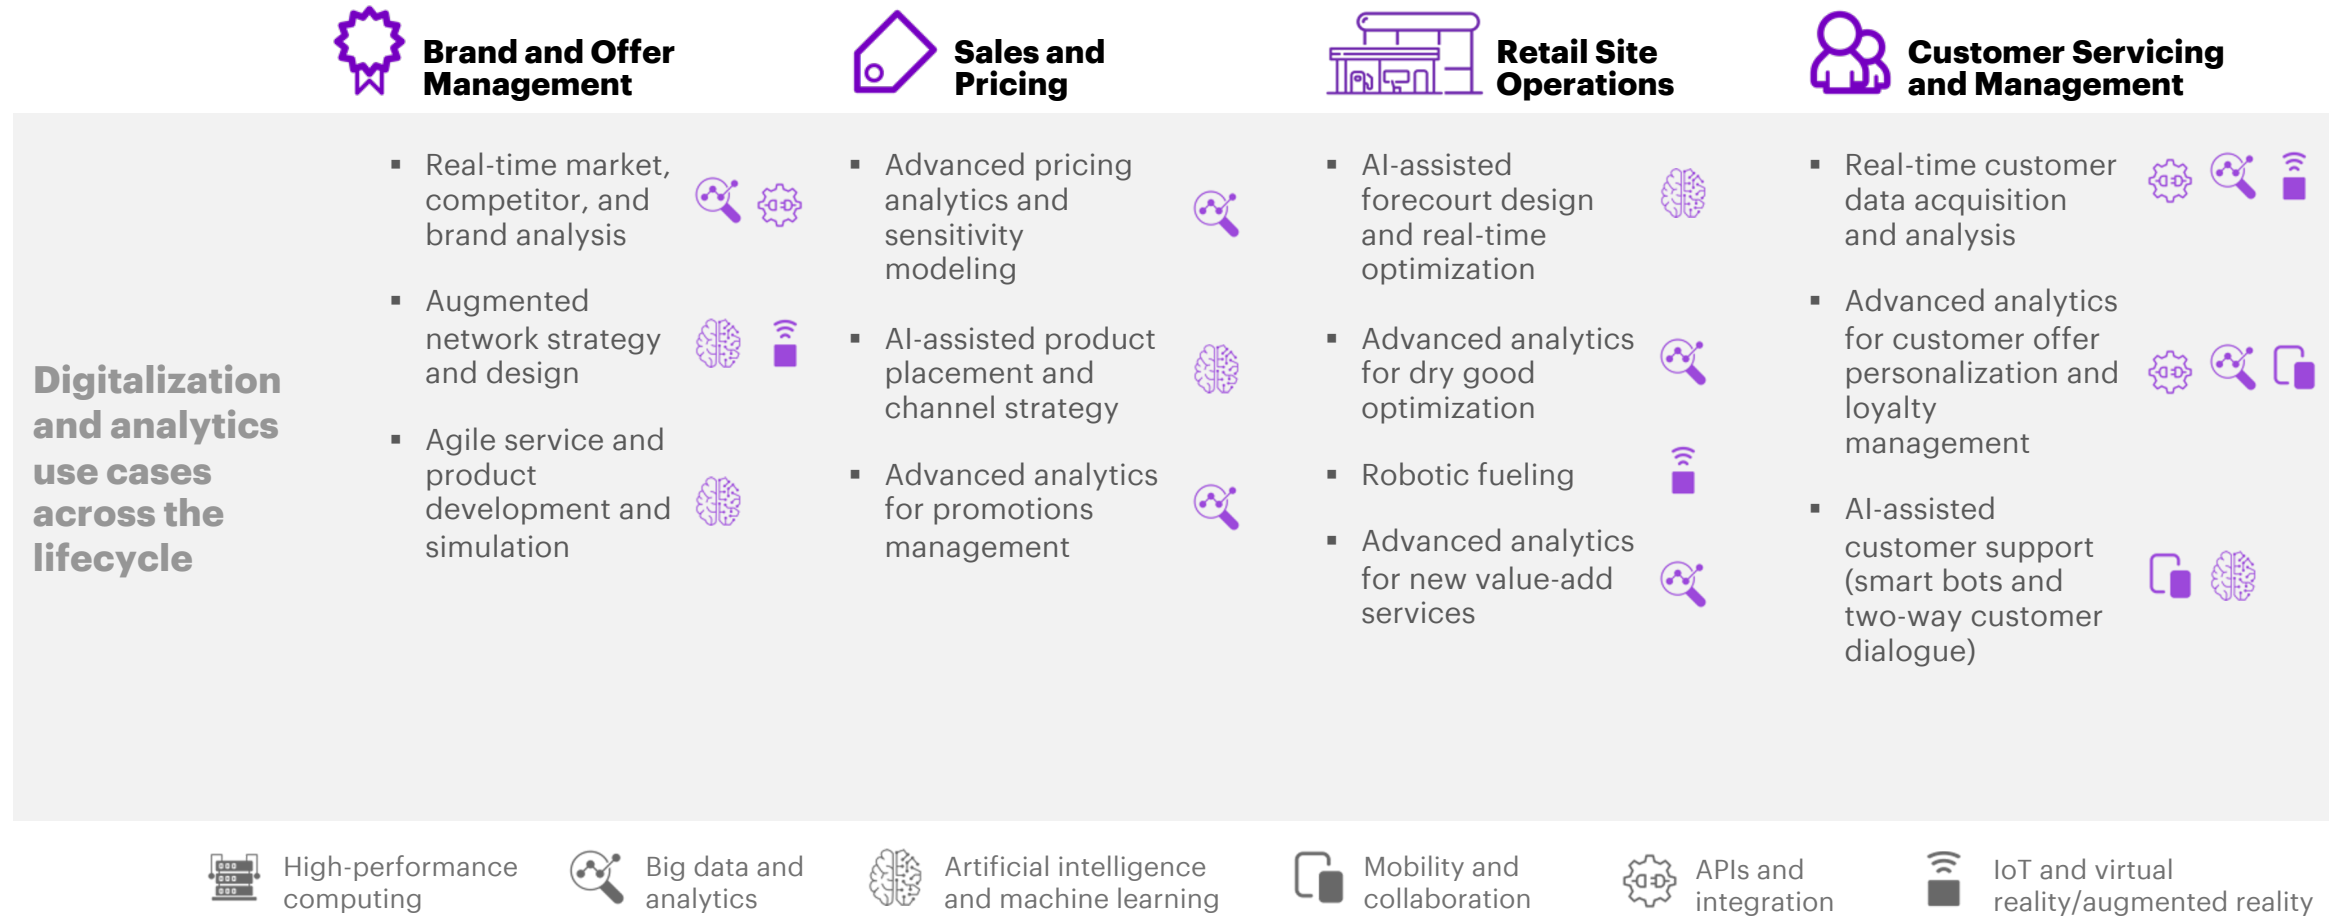 Brand and Offer
Management
Sales and
Pricing
Retail Site
Operations
Customer Servicing
and Management
Digitalization
and analytics
use cases
across the
lifecycle
▪ Real-time market,
competitor, and
brand analysis
▪ Augmented
network strategy
and design
▪ Agile service and
product
development and
simulation
▪ Advanced pricing
analytics and
sensitivity
modeling
▪ AI-assisted product
placement and
channel strategy
▪ Advanced analytics
for promotions
management
▪ AI-assisted
forecourt design
and real-time
optimization
▪ Advanced analytics
for dry good
optimization
▪ Robotic fueling
▪ Advanced analytics
for new value-add
services
▪ Real-time customer
data acquisition
and analysis
▪ Advanced analytics
for customer offer
personalization and
loyalty
management
▪ AI-assisted
customer support
(smart bots and
two-way customer
dialogue)
High-performance
computing
Big data and
analytics
Artificial intelligence
and machine learning
Mobility and
collaboration
APIs and
integration
IoT and virtual
reality/augmented reality